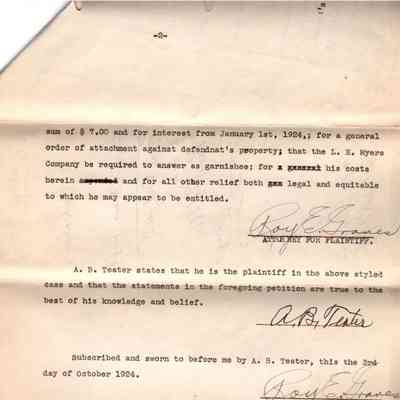 -2-
sum of $ 7.00 and for interest from January 1st, 1924,; for a general
order of attachment against defendnat's property; that the L. E. Myers
Company be required to answer as garnishee; for a general his costs
herein expended and for all other relief both legal and equitable
to which he may appear to be entitled.
Roy E. Graves
ATTORNEY FOR PLAINTIFF.
A. B. Teater states that he is the plaintiff in the above styled
case and that the statements in the foregoing petition are true to the
best of his knowledge and belief.
A. B. Teater
Subscribed and sworn to before me by A. B. Teater, this the 2rd
day of October 1924.
Roy E. Graves